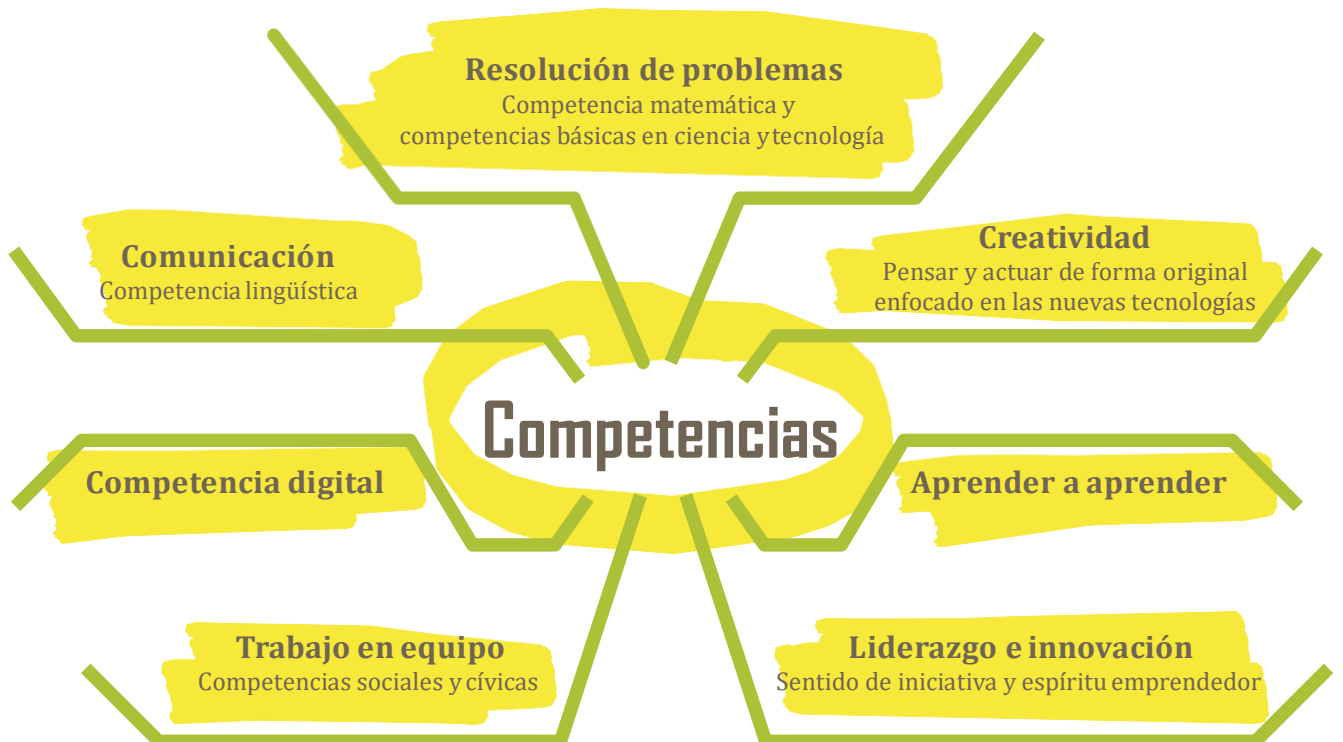 Resolución de problemas
Competencia matemática y
competencias básicas en ciencia y tecnología
Comunicación
Competencia lingüística
Creatividad
Pensar y actuar de forma original
enfocado en las nuevas tecnologías
Competencias
Competencia digital
Aprender a aprender
Trabajo en equipo
Competencias sociales y cívicas
Liderazgo e innovación
Sentido de iniciativa y espíritu emprendedor